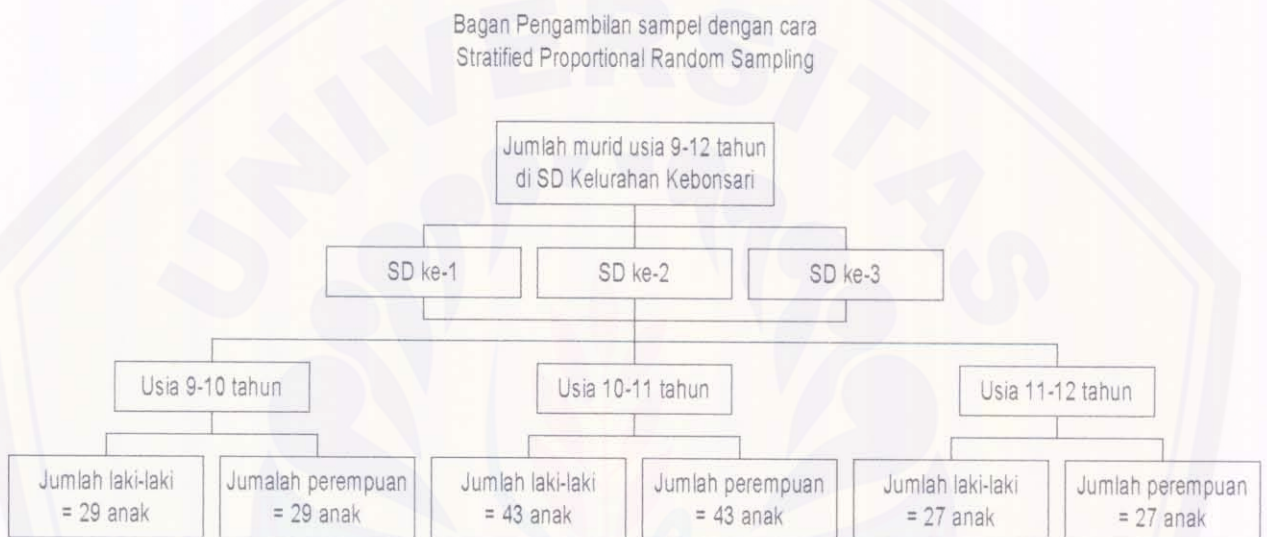 Bagan Pengambilan sampel dengan cara
Stratified Proportional Random Sampling
Jumlah murid usia 9-12 tahun
di SD Kelurahan Kebonsari
SD ke-1
SD ke-2
SD ke-3
Usia 9-10 tahun
Usia 10-11 tahun
Usia 11-12 tahun
Jumlah laki-laki
= 29 anak
Jumalah perempuan
= 29 anak
Jumlah laki-laki
= 43 anak
Jumlah perempuan
= 43 anak
Jumlah laki-laki
= 27 anak
Jumlah perempuan
= 27 anak
UNIVERSITAS